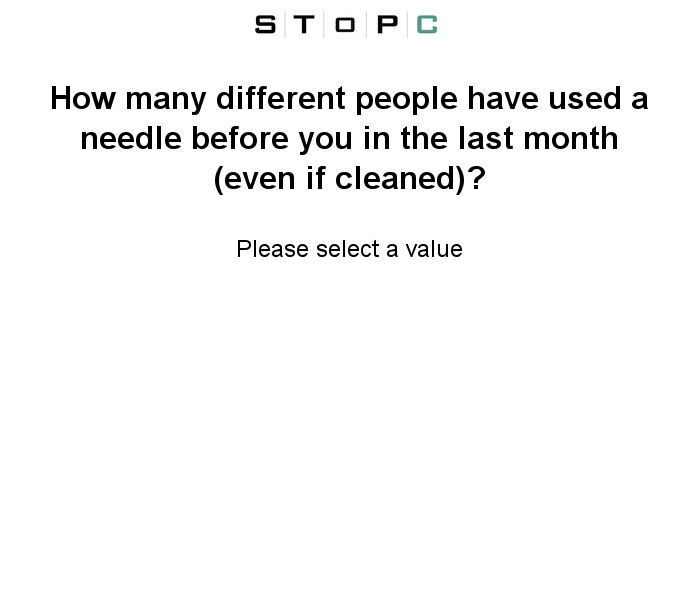 STOPC
How many different people have used a
needle before you in the last month
(even if cleaned)?
Please select a value